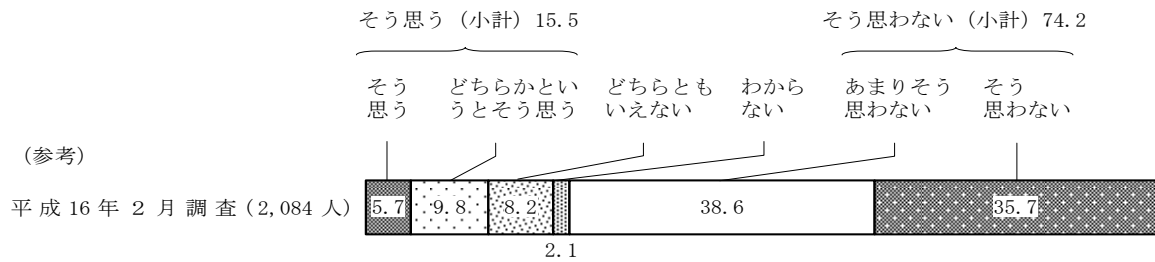 そう思う（小計）15.5
そう思わない（小計）74.2
そう
思う
どちらかとい
うとそう思う
どちらとも
いえない
わから
ない
あまりそう
思わない
そう
思わない
（参考）
平成16年２月調査(2,084人)
5.7
9.8
8.2
38.6
35.7
2.1